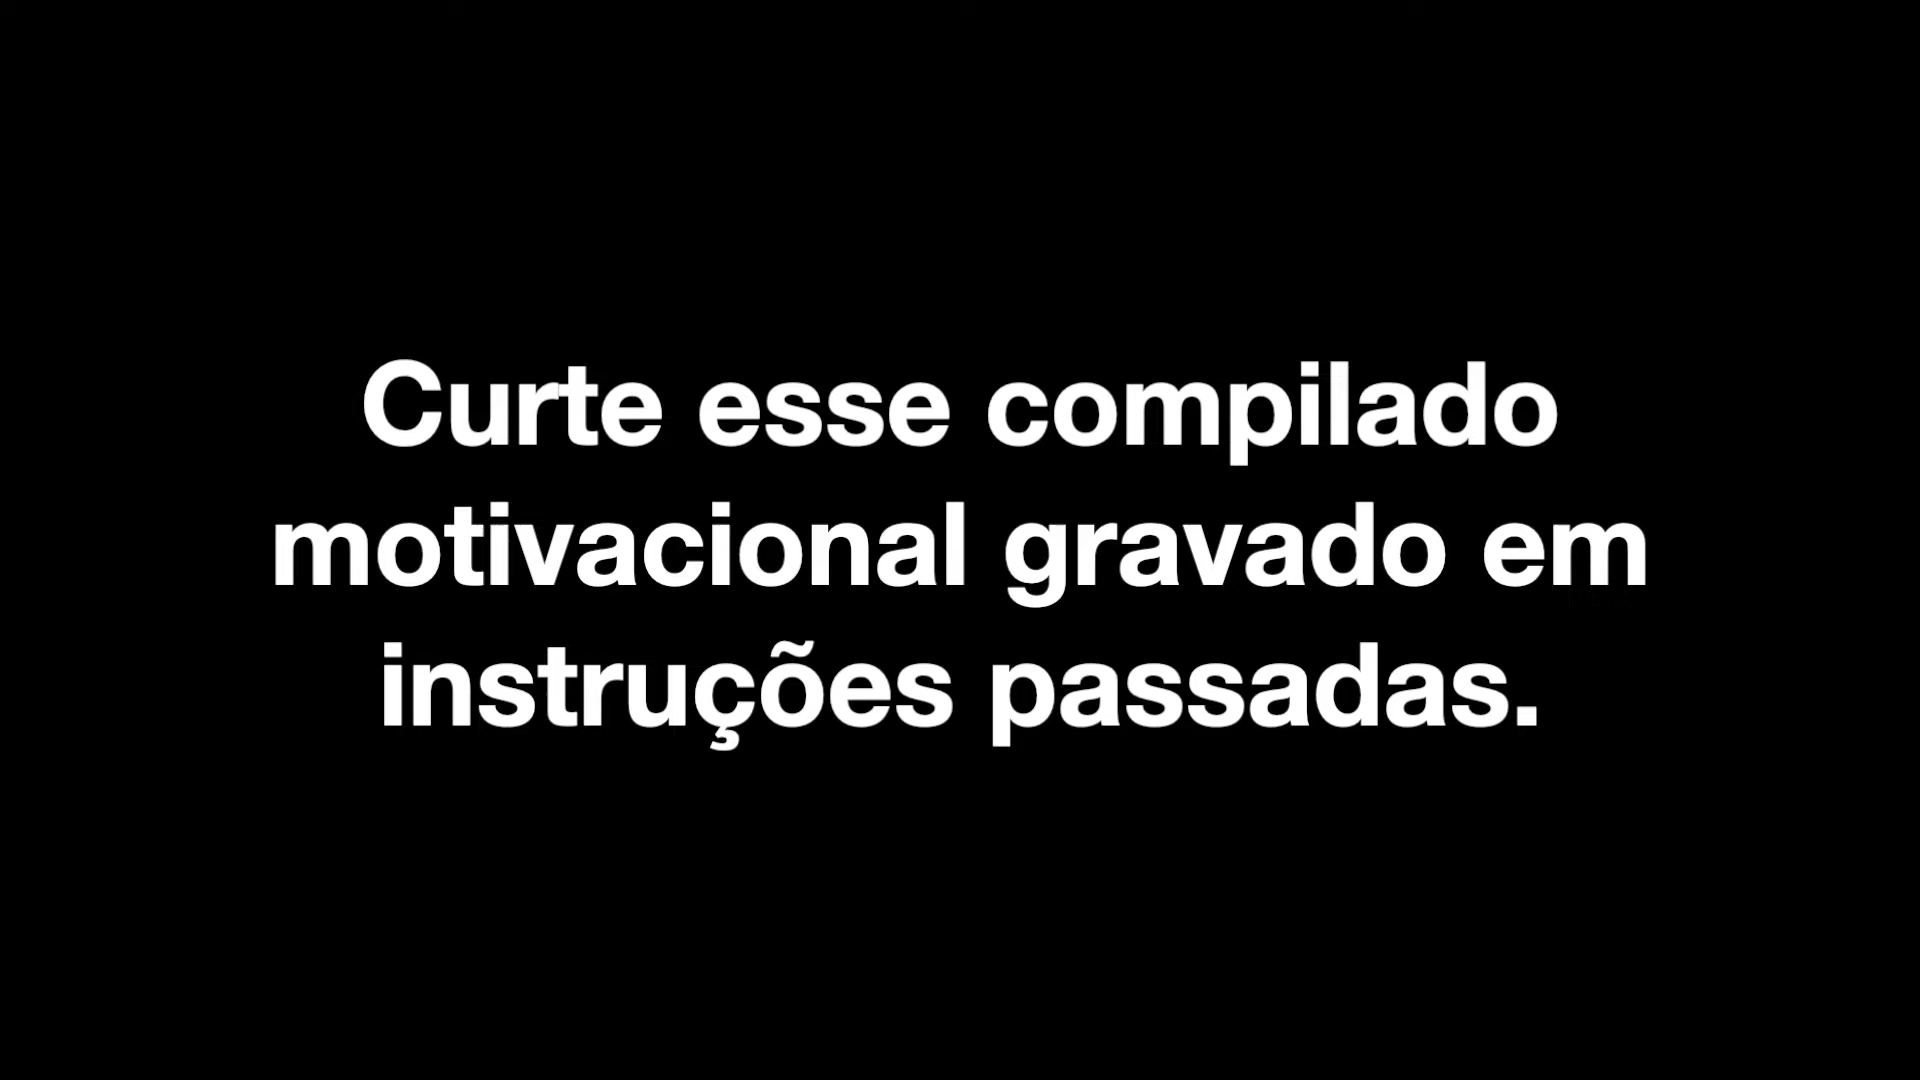 Curte esse compilado
motivacional gravado em
instruções passadas.